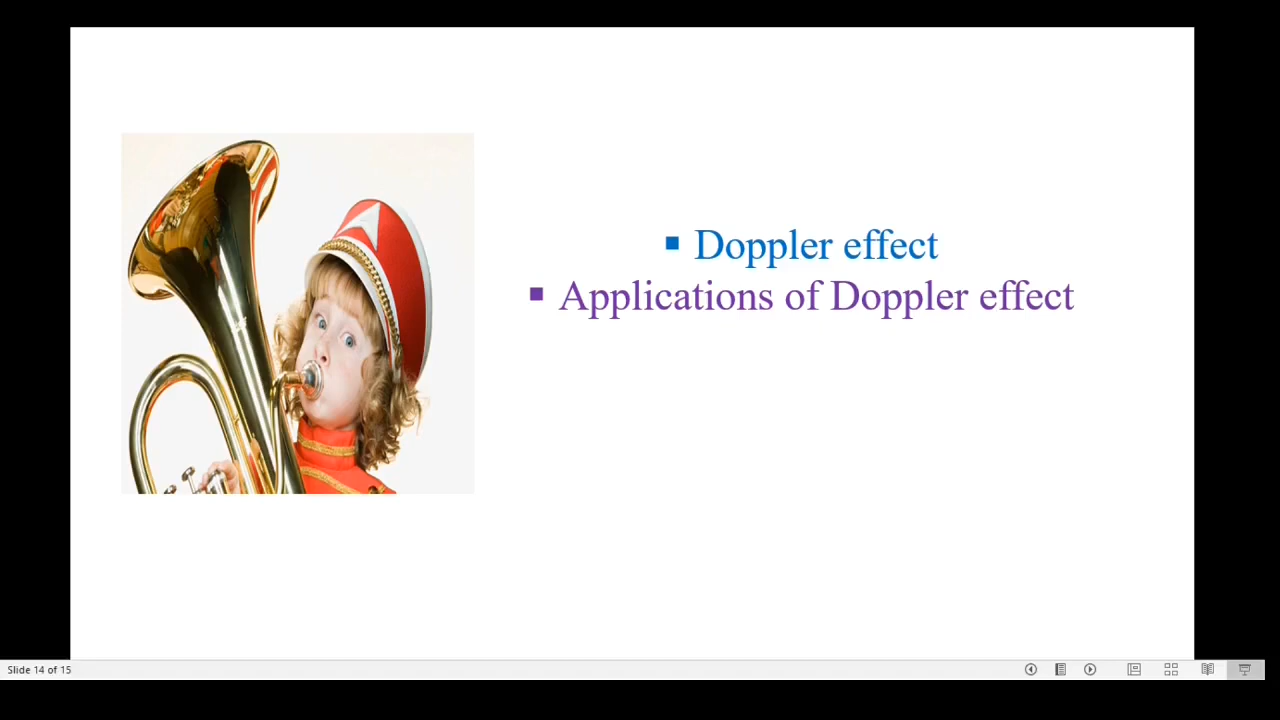 ▪ Doppler effect
▪ Applications of Doppler effect
Slide 14 of 15